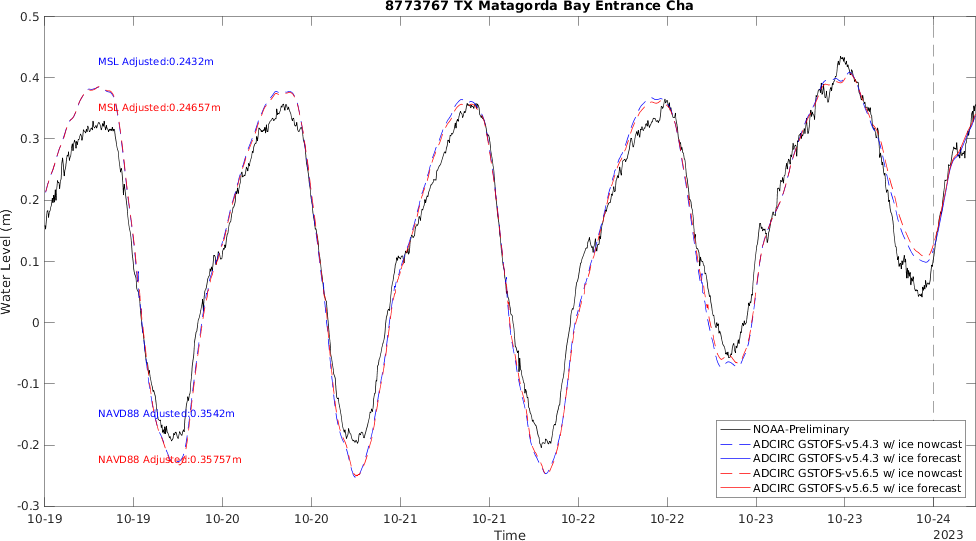 8773767 TX Matagorda Bay Entrance Cha
0.5
0.4
0.3
0.2
0.1
0
-0.1
-0.2
-0.3
Water Level (m)
MSL Adjusted:0.2432m
MSL Adjusted:0.24657m
NAVD88 Adjusted:0.3542m
NAVD88 Adjusted:0.35757m
NOAA-Preliminary
ADCIRC GSTOFS-v5.4.3 w/ ice nowcast
ADCIRC GSTOFS-v5.4.3 w/ ice forecast
ADCIRC GSTOFS-v5.6.5 w/ ice nowcast
ADCIRC GSTOFS-v5.6.5 w/ ice forecast
10-19 10-19 10-20 10-20 10-21 10-21 10-22 10-22 10-23 10-23 10-24
2023
Time